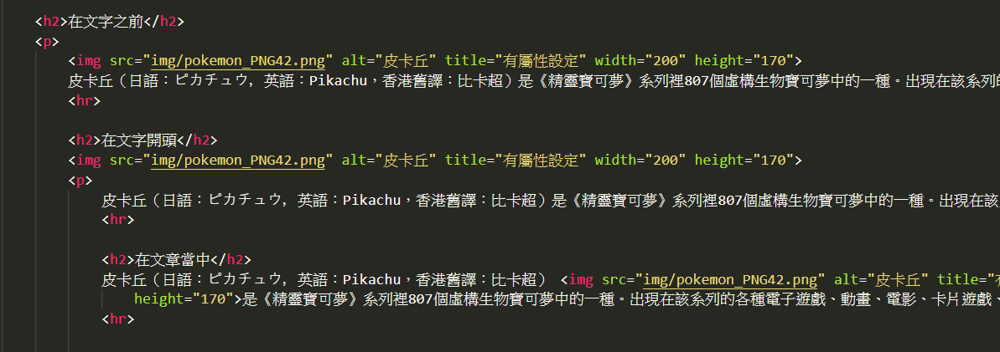 <h2>在文字之前</h2>
<p>
<img src="img/pokemon_PNG42.png" alt="皮卡丘" title="有屬性設定" width="200" height="170">
皮卡丘（日語：ピカチュウ, 英語：Pikachu，香港舊譯：比卡超）是《精靈寶可夢》系列裡807個虛構生物寶可夢中的一種。出現在該系列
<hr>
<h2>在文字開頭</h2>
<img src="img/pokemon_PNG42.png" alt="皮卡丘" title="有屬性設定" width="200" height="170">
<p>
皮卡丘（日語：ピカチュウ, 英語：Pikachu，香港舊譯：比卡超）是《精靈寶可夢》系列裡807個虛構生物寶可夢中的一種。出現在該
<hr>
<h2>在文章當中</h2>
皮卡丘（日語：ピカチュウ, 英語：Pikachu，香港舊譯：比卡超） <img src="img/pokemon_PNG42.png" alt="皮卡丘" title="
height="170">是《精靈寶可夢》系列裡807個虛構生物寶可夢中的一種。出現在該系列的各種電子遊戲、動畫、電影、卡片遊戲、
<hr>